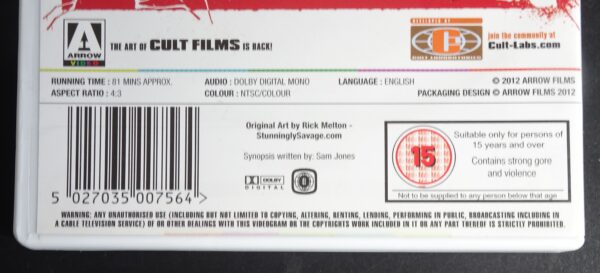 ARROW
VIDEO
THE ART OF CULT FILMS IS BACK!
DEVELOPED BY
C
CULT LABORATORIES
join the community at
Cult-Labs.com
RUNNING TIME : 81 MINS APPROX.
AUDIO : DOLBY DIGITAL MONO
LANGUAGE : ENGLISH
© 2012 ARROW FILMS
ASPECT RATIO : 4:3
COLOUR : NTSC/COLOUR
PACKAGING DESIGN © ARROW FILMS 2012
5 027035 007564 >
Original Art by Rick Melton -
StunninglySavage.com
Synopsis written by: Sam Jones
DOLBY
DIGITAL
0
15
Suitable only for persons of
15 years and over
Contains strong gore
and violence
Not to be supplied to any person below that age
WARNING: ANY UNAUTHORISED USE (INCLUDING BUT NOT LIMITED TO COPYING, ALTERING, RENTING, LENDING, PERFORMING IN PUBLIC, BROADCASTING INCLUDING IN
A CABLE TELEVISION SYSTEM) OF OR OTHER DEALINGS WITH THIS VIDEOGRAM OR THE COPYRIGHTS WORK INCLUDED IN IT OR ANY PART THEREOF IS STRICTLY PROHIBITED.